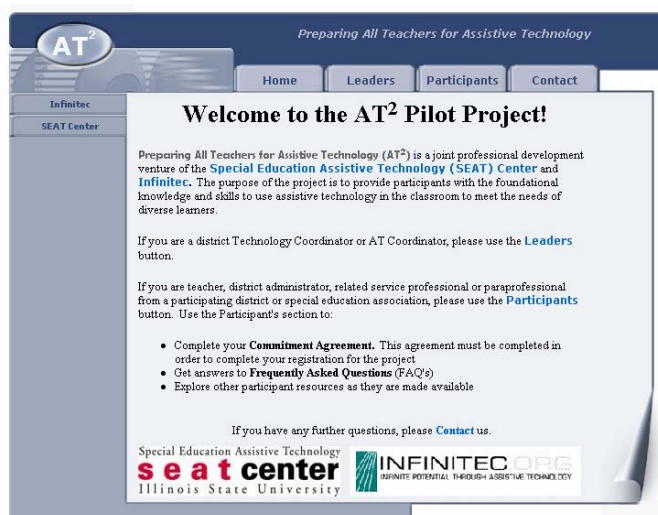 AT2
Preparing All Teachers for Assistive Technology
Home
Leaders
Participants
Contact
Infinitec
SEAT Center
Welcome to the AT2 Pilot Project!
Preparing All Teachers for Assistive Technology (AT2) is a joint professional development
venture of the Special Education Assistive Technology (SEAT) Center and
Infinitec. The purpose of the project is to provide participants with the foundational
knowledge and skills to use assistive technology in the classroom to meet the needs of
diverse learners.
If you are a district Technology Coordinator or AT Coordinator, please use the Leaders
button.
If you are teacher, district administrator, related service professional or paraprofessional
from a participating district or special education association, please use the Participants
button. Use the Participant's section to:
• Complete your Commitment Agreement. This agreement must be completed in
order to complete your registration for the project
• Get answers to Frequently Asked Questions (FAQ's)
• Explore other participant resources as they are made available
If you have any further questions, please Contact us.
Special Education Assistive Technology
seat center
Illinois State University
INFINITEC.ORG
INFINITE POTENTIAL THROUGH ASSISTIVE TECHNOLOGY